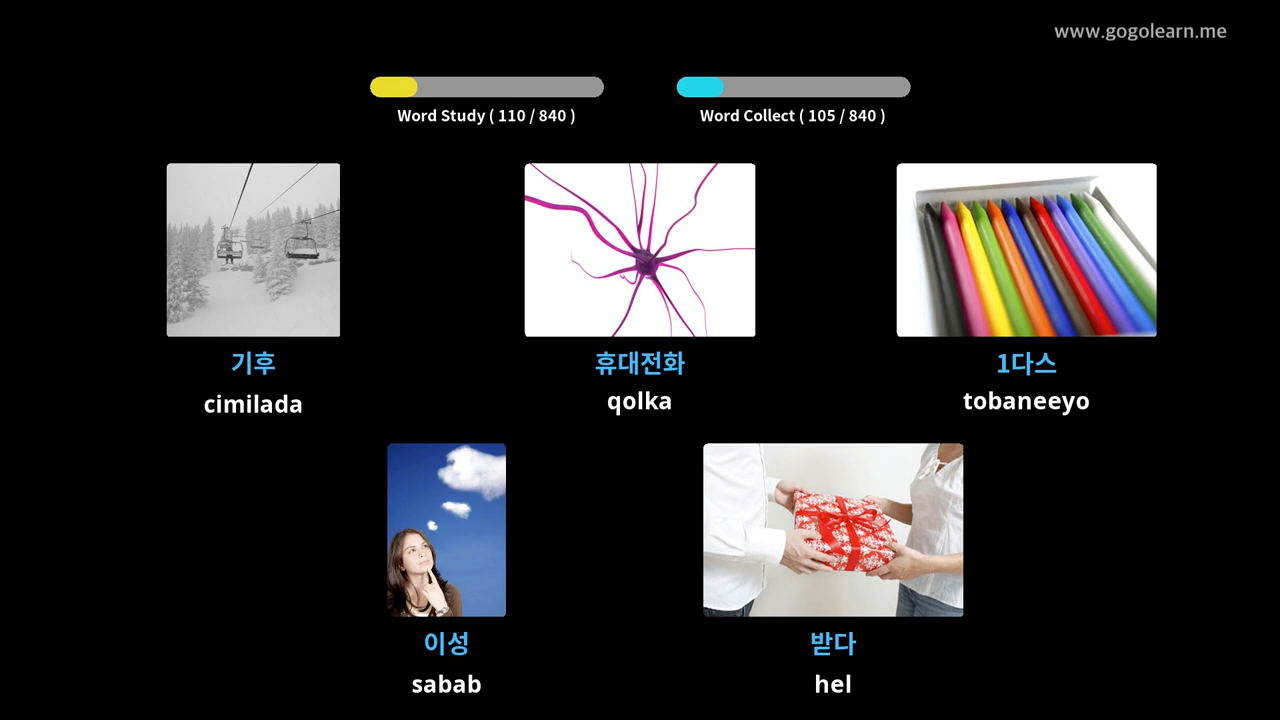 www.gogolearn.me
Word Study ( 110 / 840 )
Word Collect ( 105 / 840 )
기후
cimilada
휴대전화
qolka
1다스
tobaneeyo
이성
sabab
받다
hel